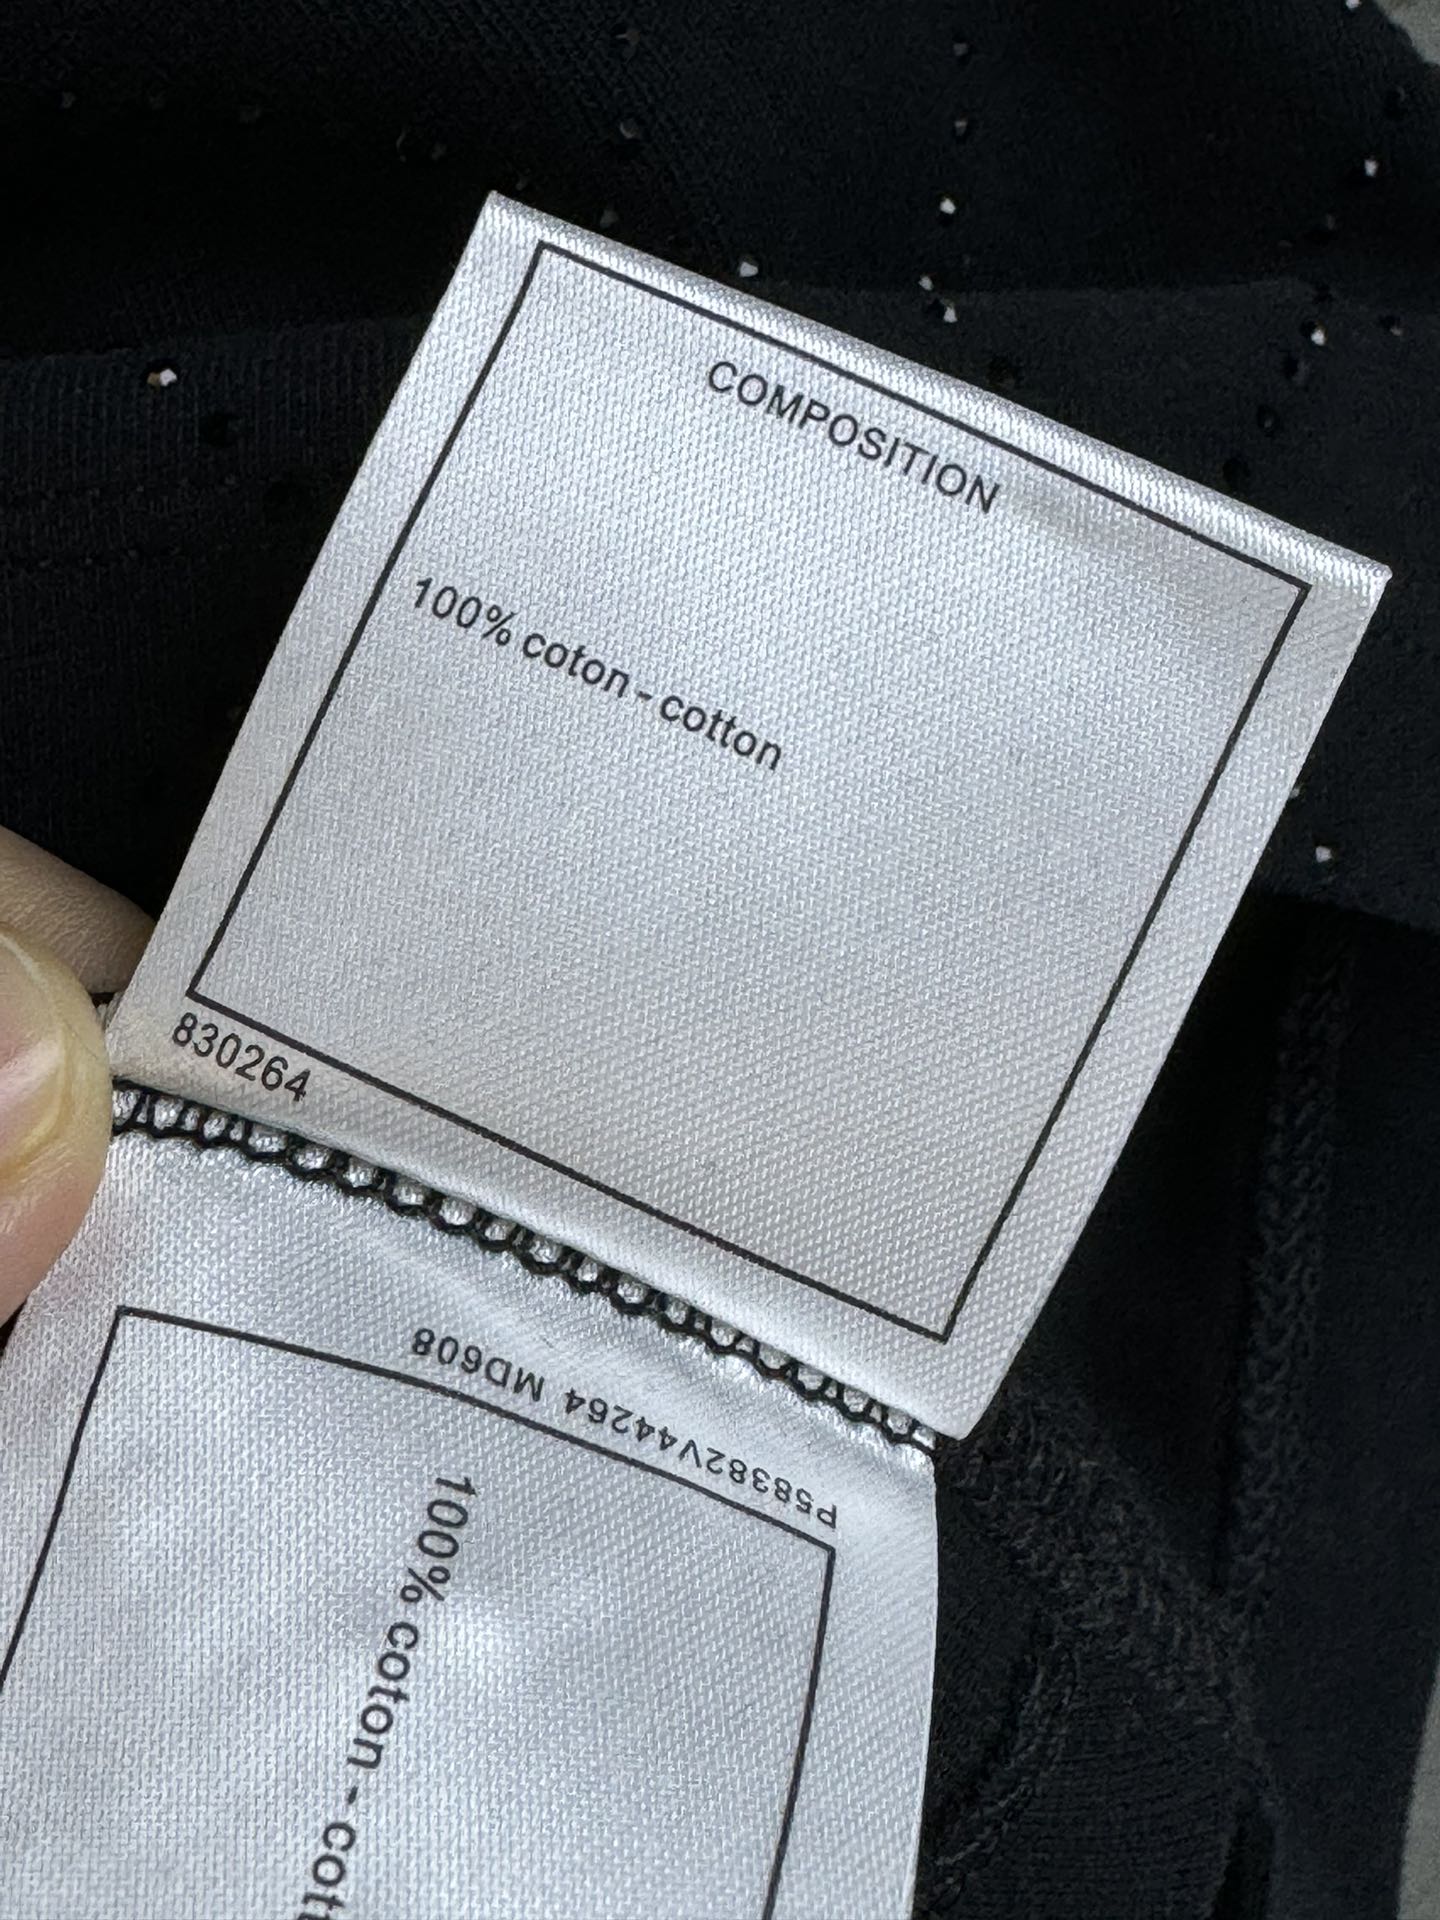 COMPOSITION
100% coton - cotton
830264
P58382V44264 MD608
100% coton - cott